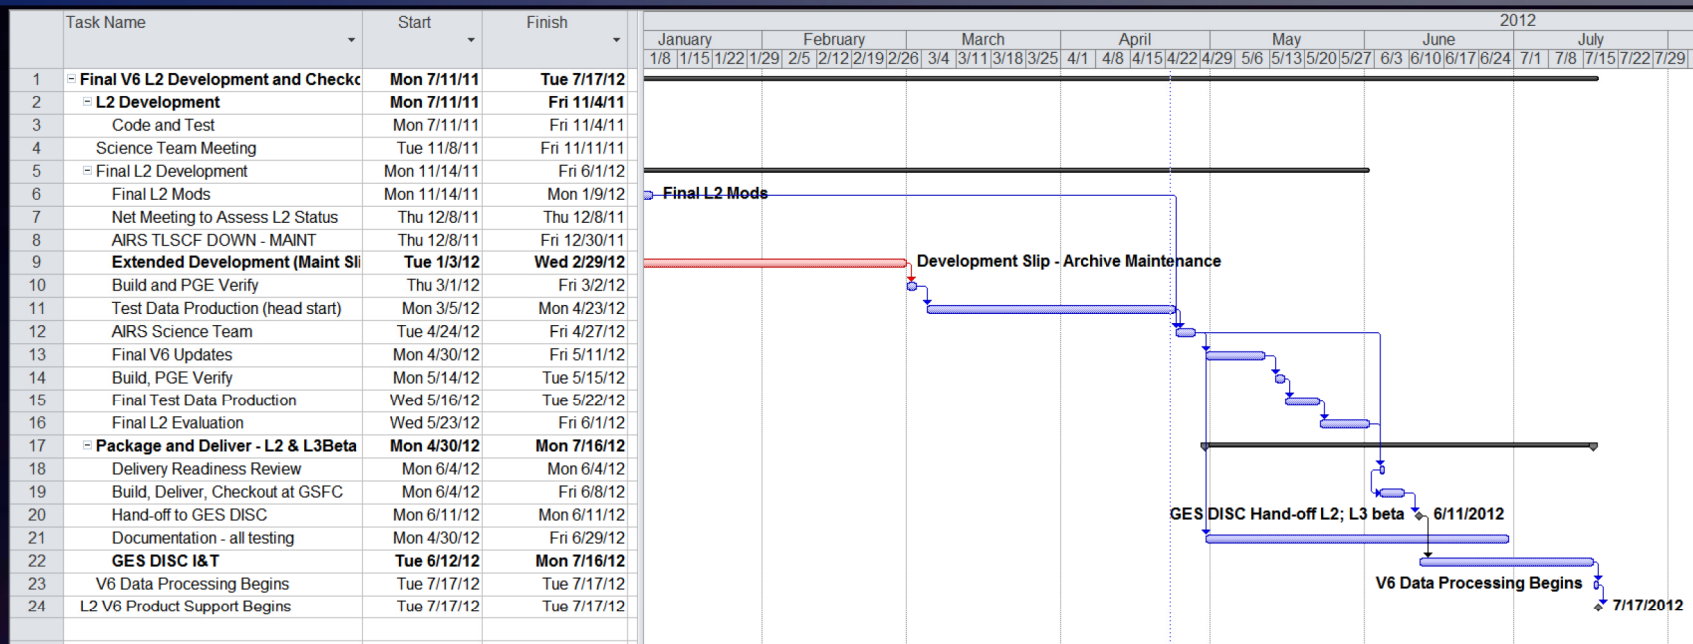 2012
Task Name Start Finish January February March April May June July
1/8 1/15 1/22 1/29 2/5 2/12 2/19 2/26 3/4 3/11 3/18 3/25 4/1 4/8 4/15 4/22 4/29 5/6 5/13 5/20 5/27 6/3 6/10 6/17 6/24 7/1 7/8 7/15 7/22 7/29
1 Final V6 L2 Development and Checko Mon 7/11/11 Tue 7/17/12
2 L2 Development Mon 7/11/11 Fri 11/4/11
3 Code and Test Mon 7/11/11 Fri 11/4/11
4 Science Team Meeting Tue 11/8/11 Fri 11/11/11
5 Final L2 Development Mon 11/14/11 Fri 6/1/12
6 Final L2 Mods Mon 11/14/11 Mon 1/9/12 Final L2 Mods
7 Net Meeting to Assess L2 Status Thu 12/8/11 Thu 12/8/11
8 AIRS TLSCF DOWN - MAINT Thu 12/8/11 Fri 12/30/11
9 Extended Development (Maint Sli Tue 1/3/12 Wed 2/29/12 Development Slip - Archive Maintenance
10 Build and PGE Verify Thu 3/1/12 Fri 3/2/12
11 Test Data Production (head start) Mon 3/5/12 Mon 4/23/12
12 AIRS Science Team Tue 4/24/12 Fri 4/27/12
13 Final V6 Updates Mon 4/30/12 Fri 5/11/12
14 Build, PGE Verify Mon 5/14/12 Tue 5/15/12
15 Final Test Data Production Wed 5/16/12 Tue 5/22/12
16 Final L2 Evaluation Wed 5/23/12 Fri 6/1/12
17 Package and Deliver - L2 & L3Beta Mon 4/30/12 Mon 7/16/12
18 Delivery Readiness Review Mon 6/4/12 Mon 6/4/12
19 Build, Deliver, Checkout at GSFC Mon 6/4/12 Fri 6/8/12
20 Hand-off to GES DISC Mon 6/11/12 Mon 6/11/12 GES DISC Hand-off L2; L3 beta 6/11/2012
21 Documentation - all testing Mon 4/30/12 Fri 6/29/12
22 GES DISC I&T Tue 6/12/12 Mon 7/16/12
23 V6 Data Processing Begins Tue 7/17/12 Tue 7/17/12 V6 Data Processing Begins
24 L2 V6 Product Support Begins Tue 7/17/12 Tue 7/17/12 7/17/2012